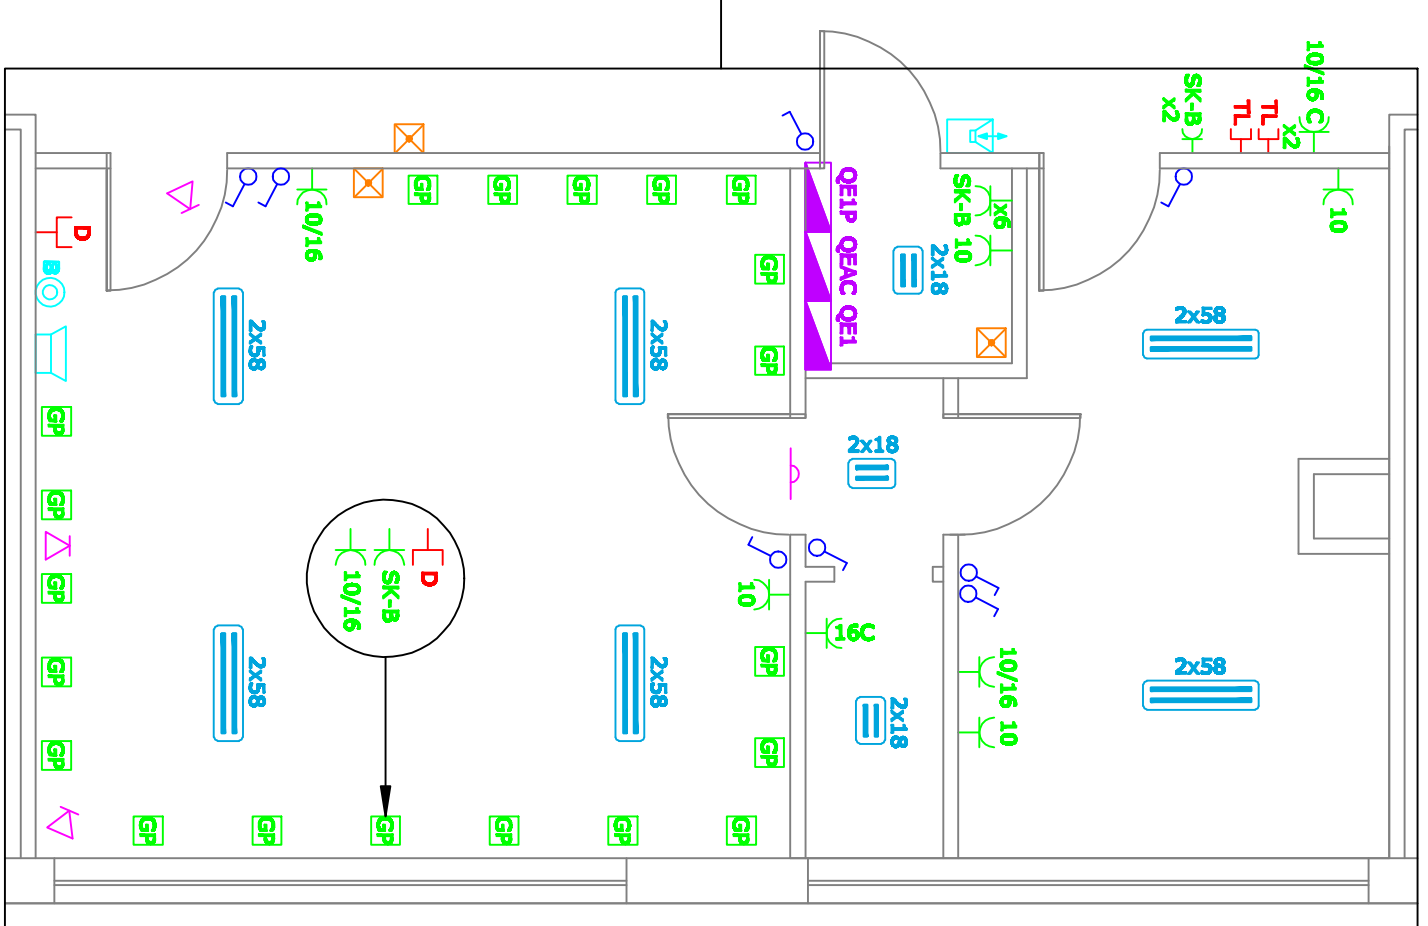 10/16 C
x2
SK-B
x2
TL
TL
10
QE1P QEAC QE1
SK-B 10
x6
2x18
GP
GP
GP
GP
GP
10/16
D
B
GP
GP
2x58
2x58
2x58
GP
GP
GP
GP
GP
2x18
D
SK-B
10/16
10
16C
10/16 10
GP
GP
2x58
2x58
2x18
2x58
GP
GP
GP
GP
GP
GP